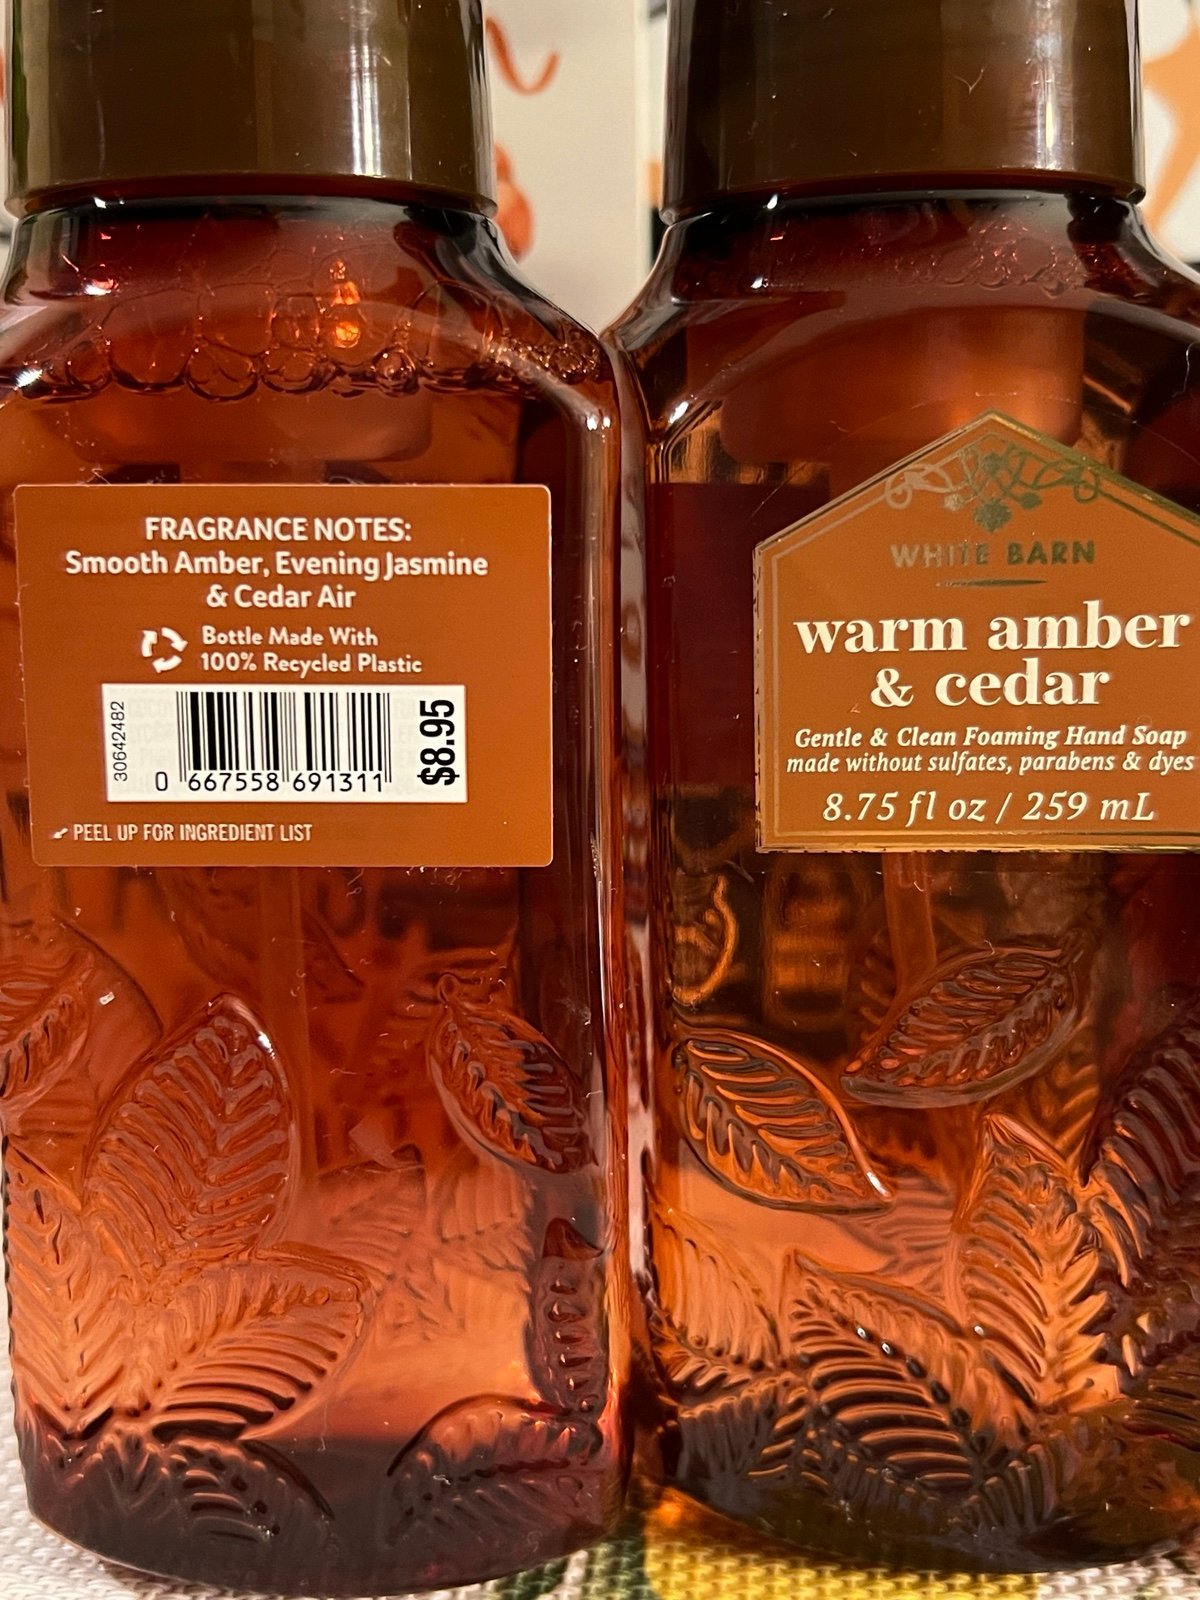 FRAGRANCE NOTES:
Smooth Amber, Evening Jasmine
& Cedar Air
Bottle Made With
100% Recycled Plastic
30642482
0 667558 691311
$8.95
PEEL UP FOR INGREDIENT LIST
WHITE BARN
warm amber
& cedar
Gentle & Clean Foaming Hand Soap
made without sulfates, parabens & dyes
8.75 fl oz / 259 mL